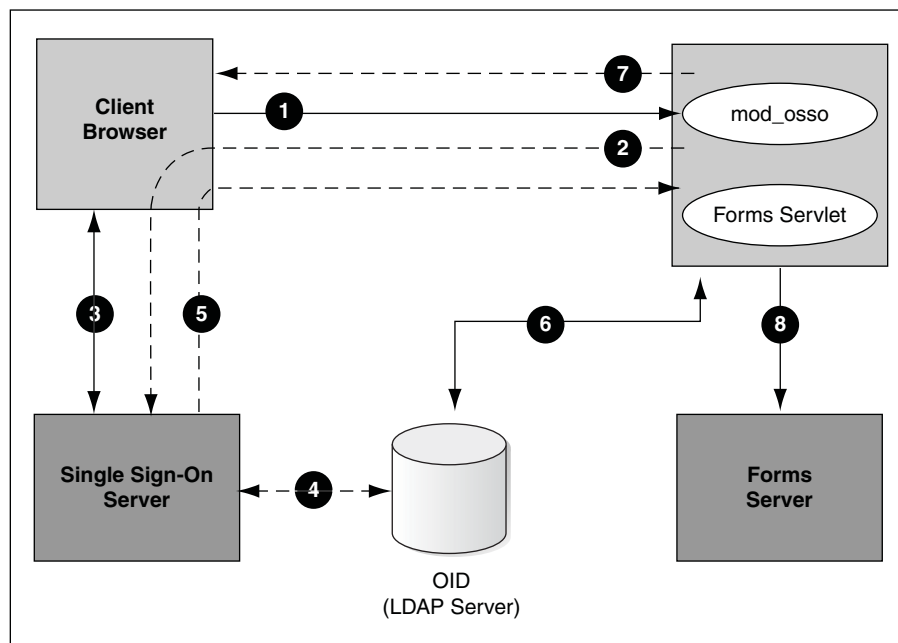 7
Client
Browser
1
mod_osso
2
Forms Servlet
3
5
6
8
Single Sign-On
Server
4
Forms
Server
OID
(LDAP Server)